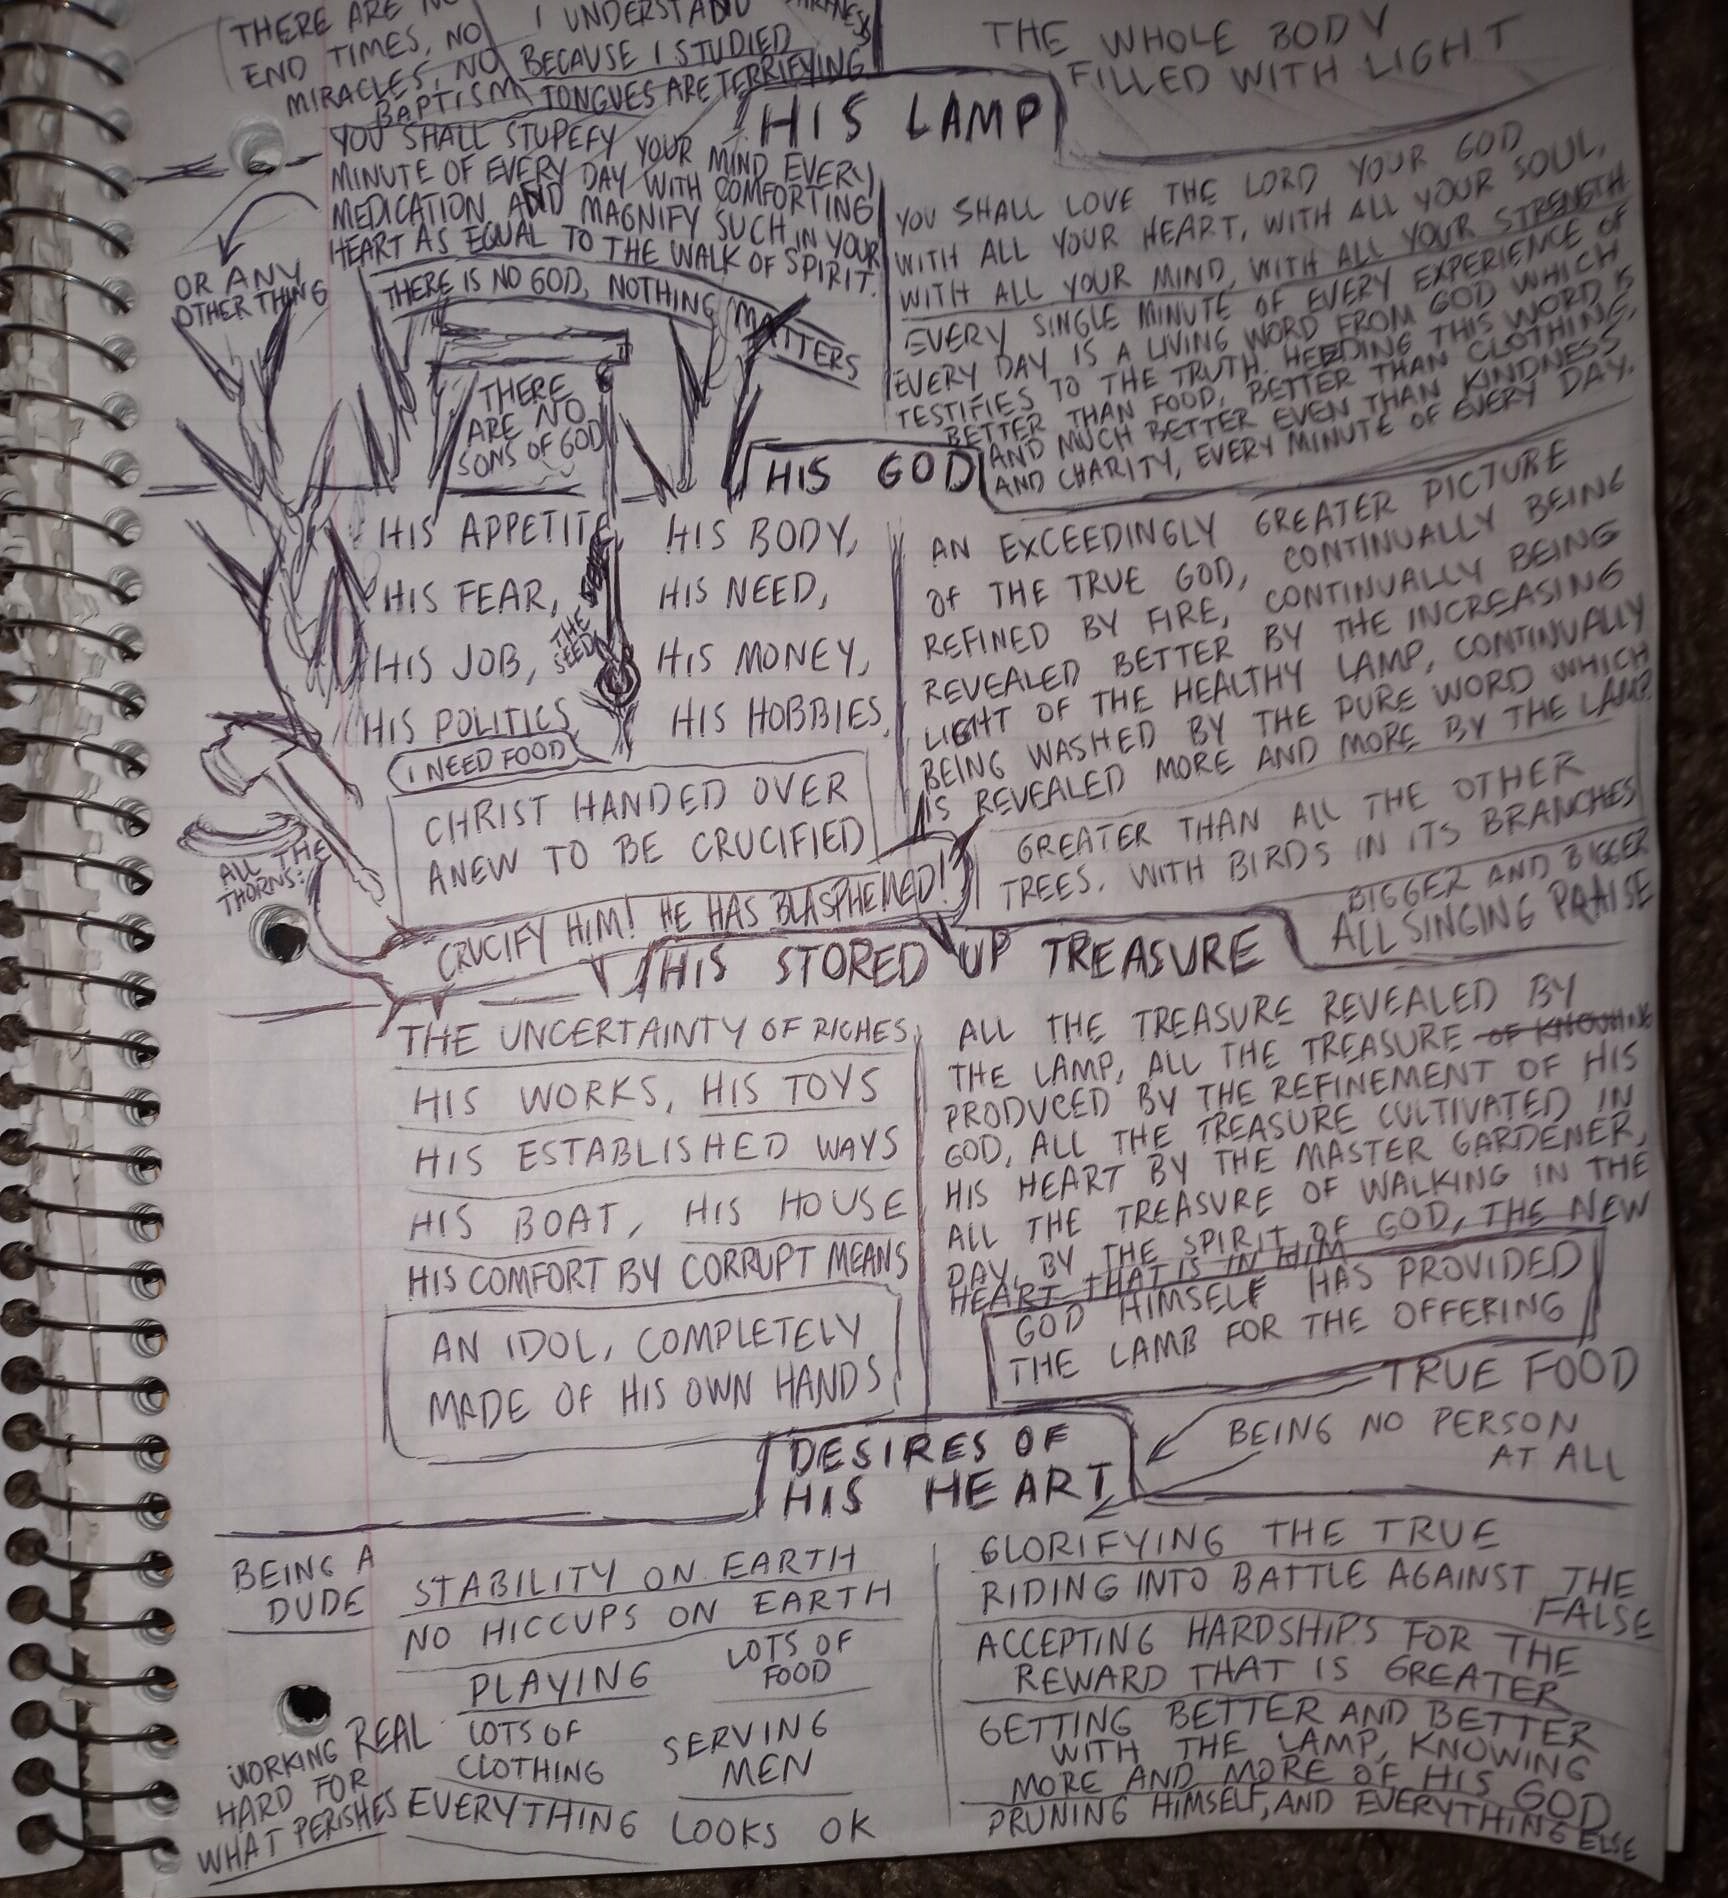 THERE ARE NO
END TIMES, NO
MIRACLES, NO
BAPTISM
I UNDERSTAND
BECAUSE I STUDIED
TONGUES ARE TERRIFYING
THE WHOLE BODY
FILLED WITH LIGHT
HIS LAMP
YOU SHALL STUPEFY YOUR MIND EVERY
MINUTE OF EVERY DAY WITH COMFORTING
MEDICATION AND MAGNIFY SUCH IN YOUR
HEART AS EQUAL TO THE WALK OF SPIRIT.
OR ANY
OTHER THING
THERE IS NO GOD, NOTHING MATTERS
THERE
ARE NO
SONS OF GOD
YOU SHALL LOVE THE LORD YOUR GOD
WITH ALL YOUR HEART, WITH ALL YOUR SOUL,
WITH ALL YOUR MIND, WITH ALL YOUR STRENGTH
EVERY SINGLE MINUTE OF EVERY EXPERIENCE OF
EVERY DAY IS A LIVING WORD FROM GOD WHICH
TESTIFIES TO THE TRUTH. HEEDING THIS WORD IS
BETTER THAN FOOD, BETTER THAN CLOTHING,
AND MUCH BETTER EVEN THAN KINDNESS
AND CHARITY, EVERY MINUTE OF EVERY DAY.
HIS GOD
HIS APPETITE, HIS BODY,
HIS FEAR, HIS NEED,
THE
SEED
HIS JOB, HIS MONEY,
HIS POLITICS, HIS HOBBIES,
I NEED FOOD
CHRIST HANDED OVER
ANEW TO BE CRUCIFIED
ALL THE
THORNS:
CRUCIFY HIM! HE HAS BLASPHEMED!
AN EXCEEDINGLY GREATER PICTURE
OF THE TRUE GOD, CONTINUALLY BEING
REFINED BY FIRE, CONTINUALLY BEING
REVEALED BETTER BY THE INCREASING
LIGHT OF THE HEALTHY LAMP, CONTINUALLY
BEING WASHED BY THE PURE WORD WHICH
IS REVEALED MORE AND MORE BY THE LAMP.
GREATER THAN ALL THE OTHER
TREES. WITH BIRDS IN ITS BRANCHES
BIGGER AND BIGGER
ALL SINGING PRAISE
HIS STORED UP TREASURE
THE UNCERTAINTY OF RICHES,
HIS WORKS, HIS TOYS
HIS ESTABLISHED WAYS
HIS BOAT, HIS HOUSE
HIS COMFORT BY CORRUPT MEANS
AN IDOL, COMPLETELY
MADE OF HIS OWN HANDS
ALL THE TREASURE REVEALED BY
THE LAMP, ALL THE TREASURE OF KNOWING
PRODUCED BY THE REFINEMENT OF HIS
GOD, ALL THE TREASURE CULTIVATED IN
HIS HEART BY THE MASTER GARDENER,
ALL THE TREASURE OF WALKING IN THE
DAY, BY THE SPIRIT OF GOD, THE NEW
HEART THAT IS IN HIM
GOD HIMSELF HAS PROVIDED
THE LAMB FOR THE OFFERING
TRUE FOOD
BEING NO PERSON
AT ALL
DESIRES OF
HIS HEART
BEING A
DUDE
STABILITY ON EARTH
NO HICCUPS ON EARTH
PLAYING
LOTS OF
FOOD
LOTS OF
CLOTHING
SERVING
MEN
WORKING REAL
HARD FOR
WHAT PERISHES
EVERYTHING LOOKS OK
GLORIFYING THE TRUE
RIDING INTO BATTLE AGAINST THE
FALSE
ACCEPTING HARDSHIPS FOR THE
REWARD THAT IS GREATER
GETTING BETTER AND BETTER
WITH THE LAMP, KNOWING
MORE AND MORE OF HIS GOD
PRUNING HIMSELF, AND EVERYTHING ELSE